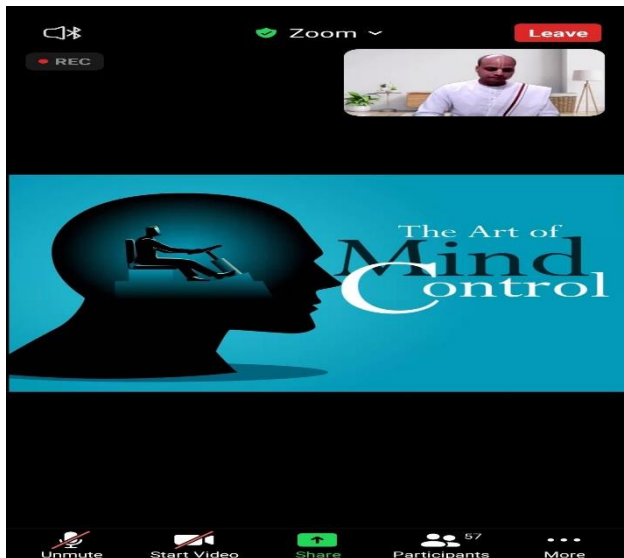 Zoom
Leave
REC
The Art of
Mind
Control
57
Unmute
Start Video
Share
Participants
More